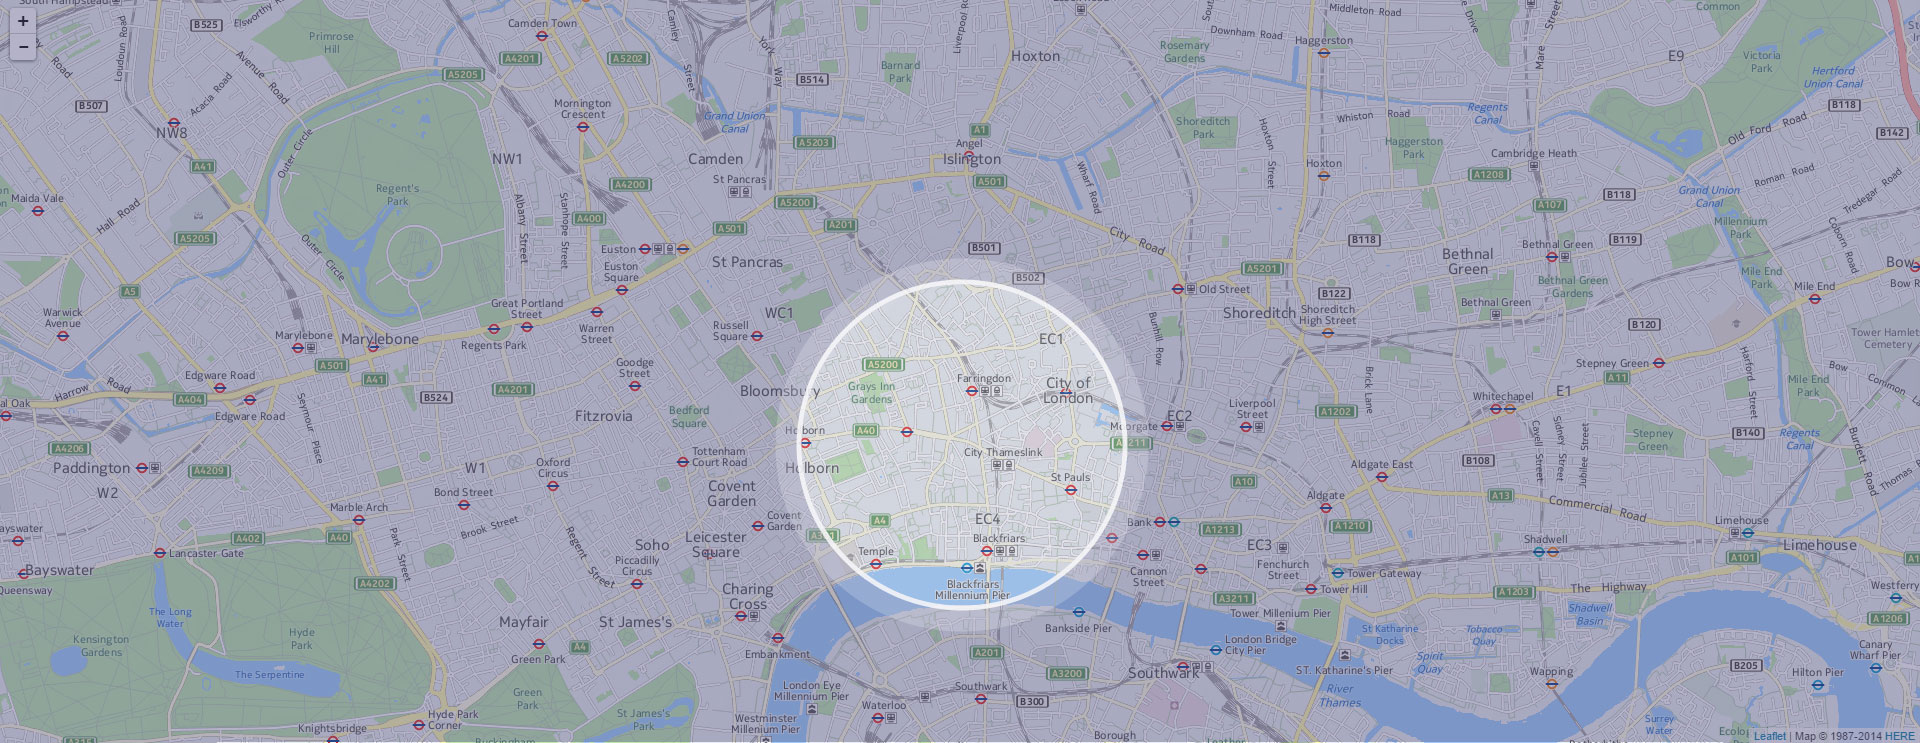 South Hampstead
B525
Ellsworthy Road
Camden Town
Camley Street
York Way
Liverpool Road
Middleton Road
Common
+
−
Primrose
Hill
A5205
A4201
A5202
B514
Barnard
Park
Hoxton
Rosemary
Gardens
Downham Road
Haggerston
Mare Street
E9
Victoria
Park
Hertford
Union Canal
Loudoun Road
Road
Avenue Road
Acacia Road
B507
NW8
Mornington
Crescent
Grand Union
Canal
A1
Angel
Islington
Shoreditch
Park
Whiston Road
Regents
Canal
B118
Old Ford Road
B142
Outer Circle
NW1
A5203
Camden
St Pancras
Hoxton Street
Haggerston
Park
Hoxton
Cambridge Heath
A1208
Roman Road
Tredegar Road
Maida Vale
A41
Hall Road
Regent's
Park
A4200
A400
A501
A5200
A201
Wharf Road
City Road
B118
A107
Grand Union
Canal
Millennium
Park
Coborn Road
A5205
Outer Circle
Albany Street
Stanhope Street
Euston
Euston
Square
A501
St Pancras
B501
B502
A5201
Old Street
B118
Bethnal
Green
Bethnal Green
B119
Bethnal Green
Gardens
Mile End
Park
Mile End
Bow
A5
Warwick
Avenue
Marylebone
Marylebone
Great Portland
Street
Regents Park
Warren
Street
Russell
Square
WC1
EC1
Bunhill Row
Shoreditch
B122
Shoreditch
High Street
Bethnal Green
B120
Tower Hamlets
Cemetery
Edgware Road
A501
A41
Harrow Road
A404
Edgware Road
Seymour Place
A4201
B524
Goodge
Street
Fitzrovia
Bloomsbury
Bedford
Square
A5200
Grays Inn
Gardens
Farringdon
City of
London
Brick Lane
A1202
Liverpool
Street
Stepney Green
A11
E1
Whitechapel
Harford Street
Mile End
Park
Bow Common Lane
A4206
Paddington
A4209
W2
W1
Oxford
Circus
Bond Street
Brook Street
Tottenham
Court Road
Covent
Garden
Holborn
Holborn
A40
City Thameslink
St Pauls
Moorgate
EC2
A1211
A10
Aldgate East
Aldgate
B108
Cavell Street
Sidney Street
Jubilee Street
Stepney
Green
B140
Regents
Canal
Burdett Road
Thomas
A13
Commercial Road
Bayswater
Lancaster Gate
A402
Marble Arch
A40
Park Street
Regent Street
Soho
Piccadilly
Circus
Leicester
Square
Covent
Garden
A4
EC4
Blackfriars
Temple
Bank
A1213
A1210
EC3
Fenchurch
Street
Cannon
Street
Shadwell
Limehouse
Limehouse
A101
Bayswater
Queensway
A4202
Charing
Cross
Blackfriars
Millennium Pier
Bankside Pier
A3211
Tower Gateway
Tower Hill
Tower Millenium Pier
A1203
The Highway
Shadwell
Basin
Westferry
A1206
The Long
Water
Kensington
Gardens
Hyde
Park
The Serpentine
Mayfair
St James's
A4
Green Park
Embankment
A201
A3200
Southwark
London Bridge
City Pier
St Katharine
Docks
ST. Katharine's Pier
Tobacco
Quay
Spirit
Quay
Wapping
B205
Canary
Wharf Pier
Hilton Pier
Knightsbridge
Hyde Park
Corner
Green
Park
St James's
Park
Buckingham
London Eye
Millennium Pier
Westminster
Millennium Pier
Waterloo
Southwark
B300
Borough
River
Thames
Surrey
Water
Leaflet | Map © 1987-2014 HERE